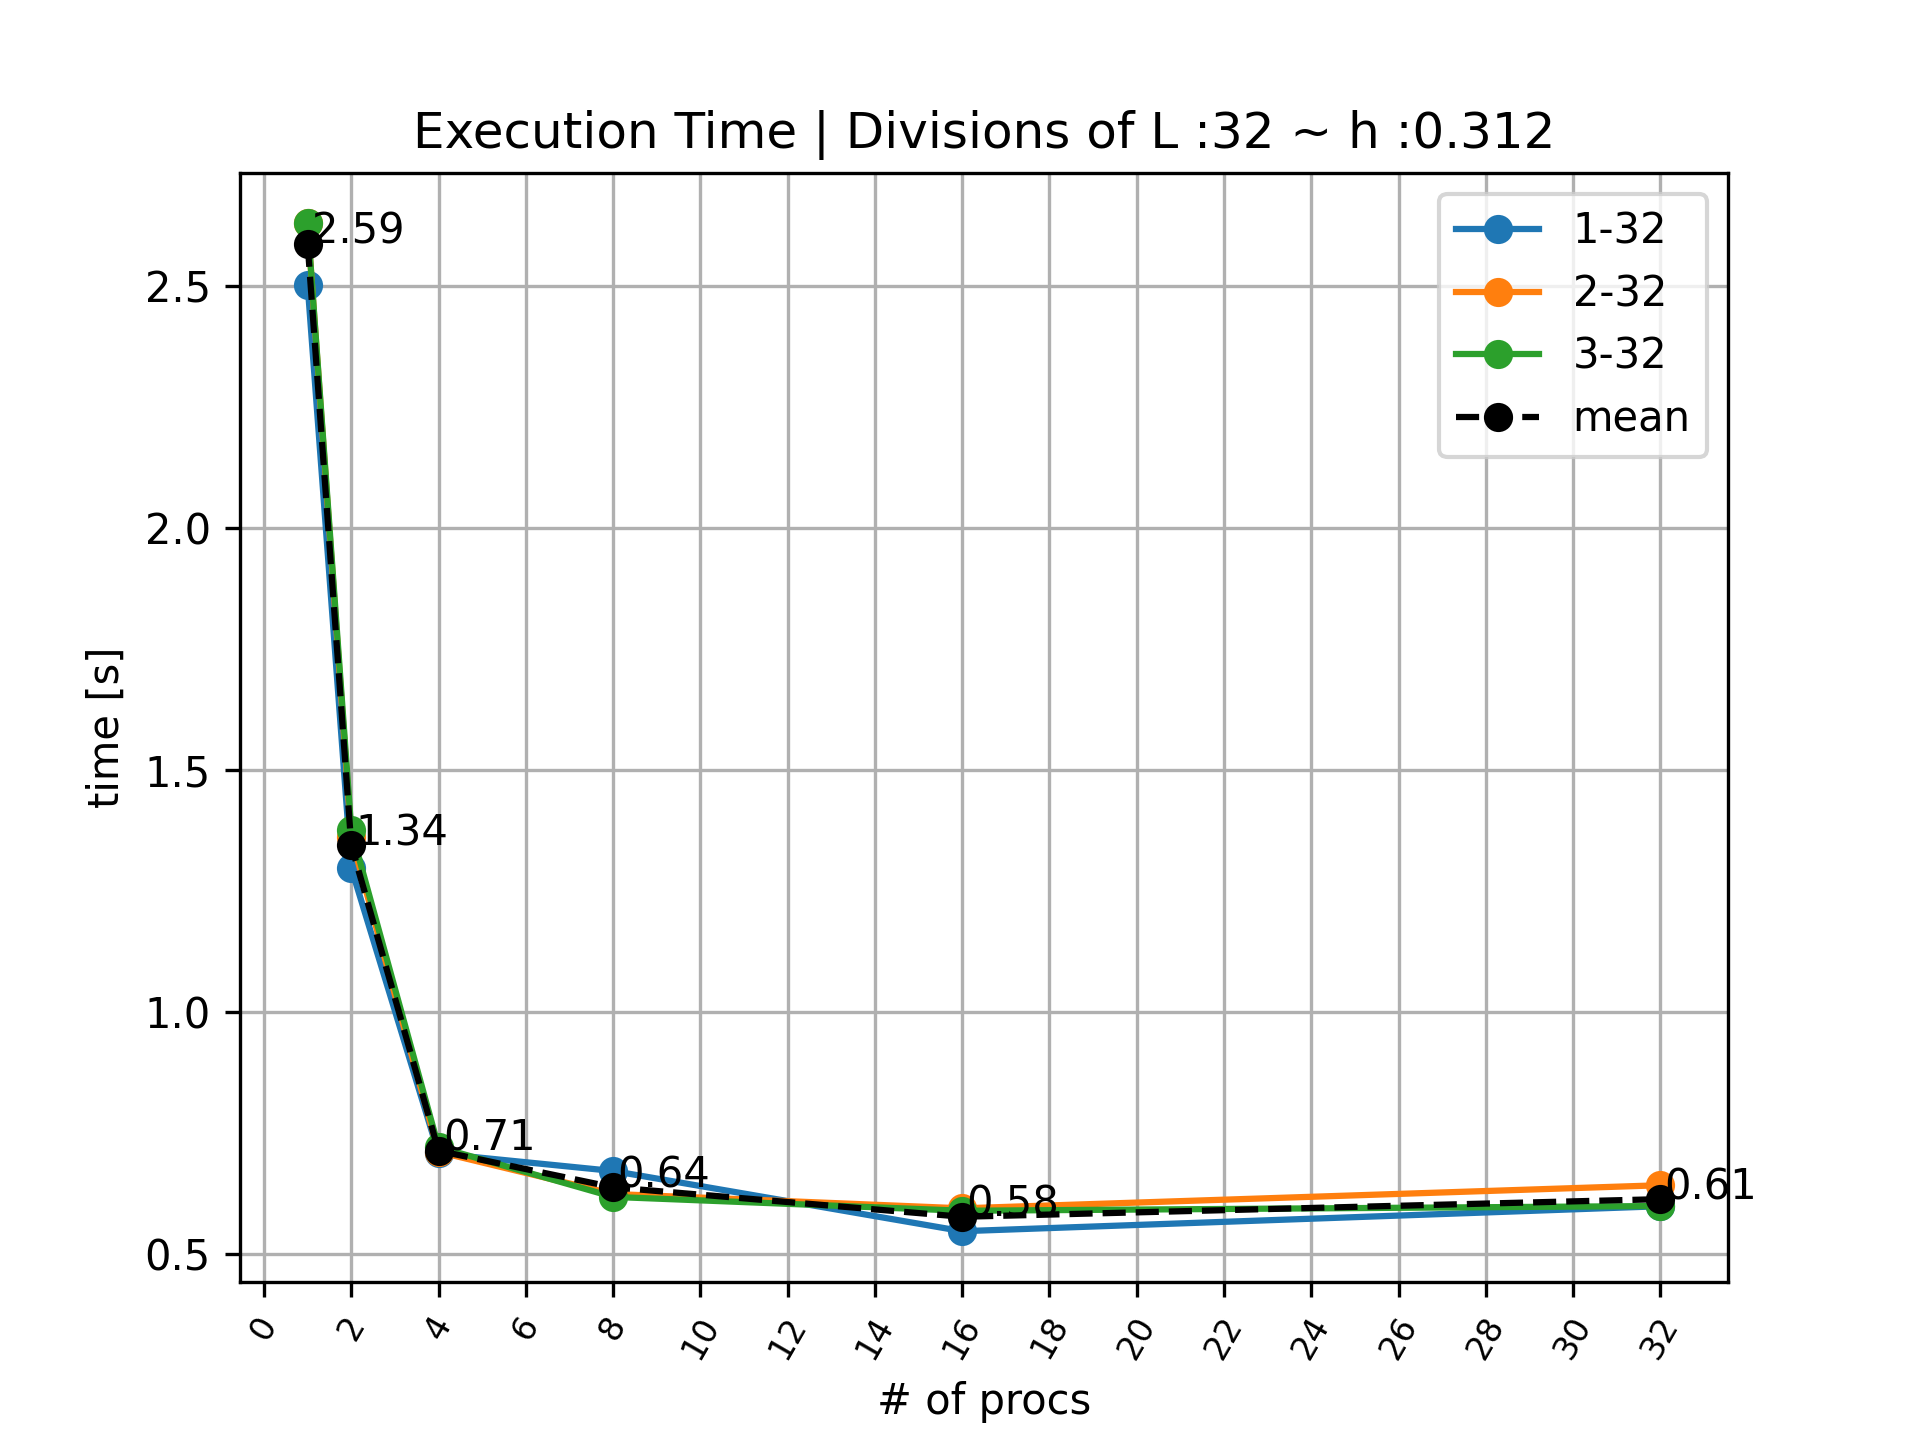 Execution Time | Divisions of L :32 ~ h :0.312
1-32
2-32
3-32
mean
2.59
1.34
0.71
0.64
0.58
0.61
2.5
2.0
1.5
1.0
0.5
time [s]
0 2 4 6 8 10 12 14 16 18 20 22 24 26 28 30 32
# of procs